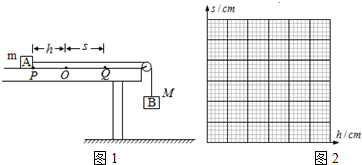 m A h s
P O Q
B M
图1
s/cm
h/cm
图2